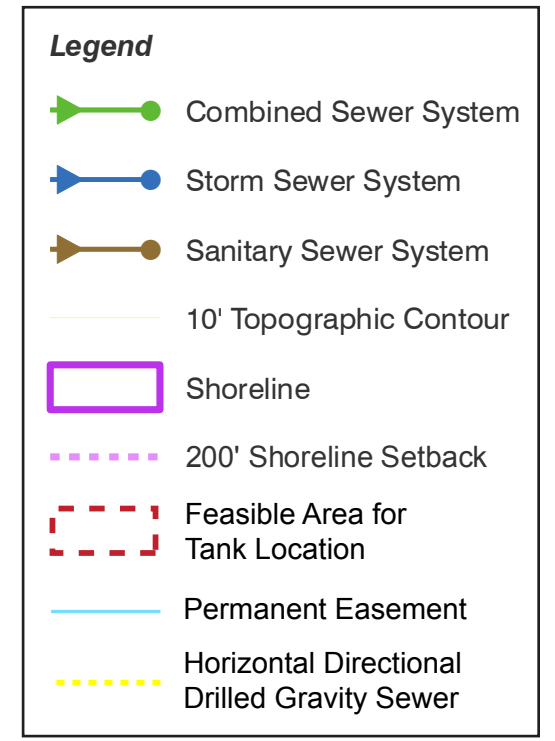 Legend
Combined Sewer System
Storm Sewer System
Sanitary Sewer System
10' Topographic Contour
Shoreline
200' Shoreline Setback
Feasible Area for
Tank Location
Permanent Easement
Horizontal Directional
Drilled Gravity Sewer